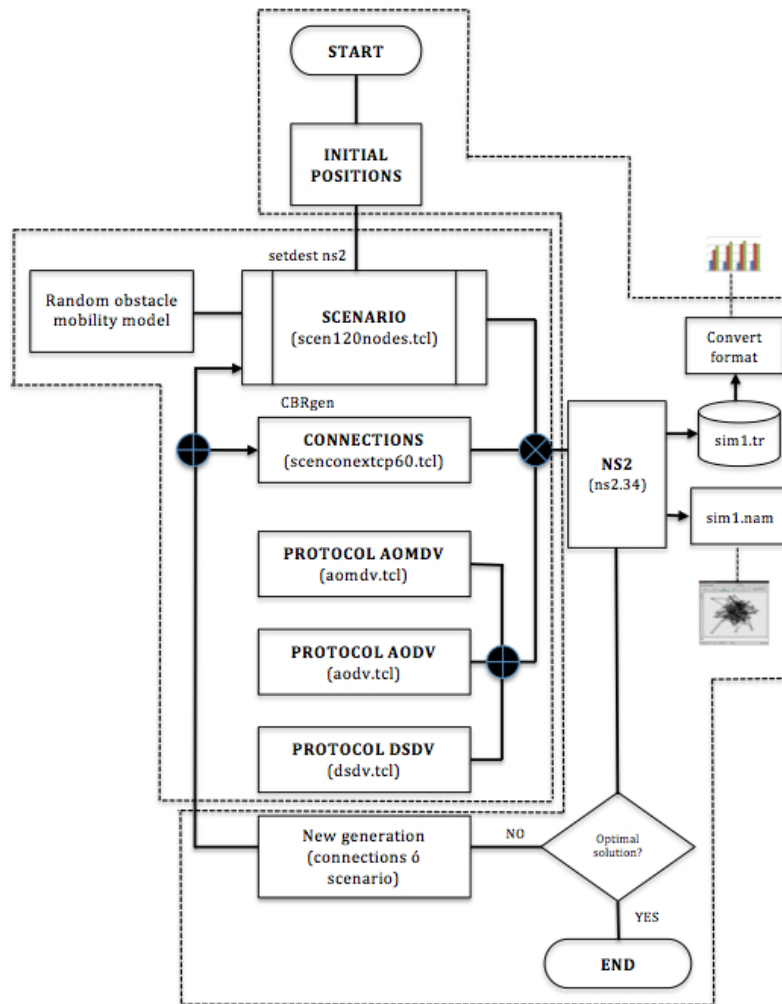 START
INITIAL
POSITIONS
setdest ns2
Random obstacle
mobility model
SCENARIO
(scen120nodes.tcl)
Convert
format
CBRgen
CONNECTIONS
(scenconextcp60.tcl)
NS2
(ns2.34)
sim1.tr
sim1.nam
PROTOCOL AOMDV
(aomdv.tcl)
PROTOCOL AODV
(aodv.tcl)
PROTOCOL DSDV
(dsdv.tcl)
New generation
(connections ó
scenario)
NO
Optimal
solution?
YES
END